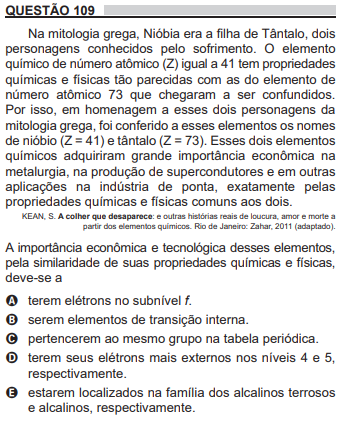 QUESTÃO 109
Na mitologia grega, Nióbia era a filha de Tântalo, dois
personagens conhecidos pelo sofrimento. O elemento
químico de número atômico (Z) igual a 41 tem propriedades
químicas e físicas tão parecidas com as do elemento de
número atômico 73 que chegaram a ser confundidos.
Por isso, em homenagem a esses dois personagens da
mitologia grega, foi conferido a esses elementos os nomes
de nióbio (Z = 41) e tântalo (Z = 73). Esses dois elementos
químicos adquiriram grande importância econômica na
metalurgia, na produção de supercondutores e em outras
aplicações na indústria de ponta, exatamente pelas
propriedades químicas e físicas comuns aos dois.
KEAN, S. A colher que desaparece: e outras histórias reais de loucura, amor e morte a
partir dos elementos químicos. Rio de Janeiro: Zahar, 2011 (adaptado).
A importância econômica e tecnológica desses elementos,
pela similaridade de suas propriedades químicas e físicas,
deve-se a
A terem elétrons no subnível f.
B serem elementos de transição interna.
C pertencerem ao mesmo grupo na tabela periódica.
D terem seus elétrons mais externos nos níveis 4 e 5,
respectivamente.
E estarem localizados na família dos alcalinos terrosos
e alcalinos, respectivamente.